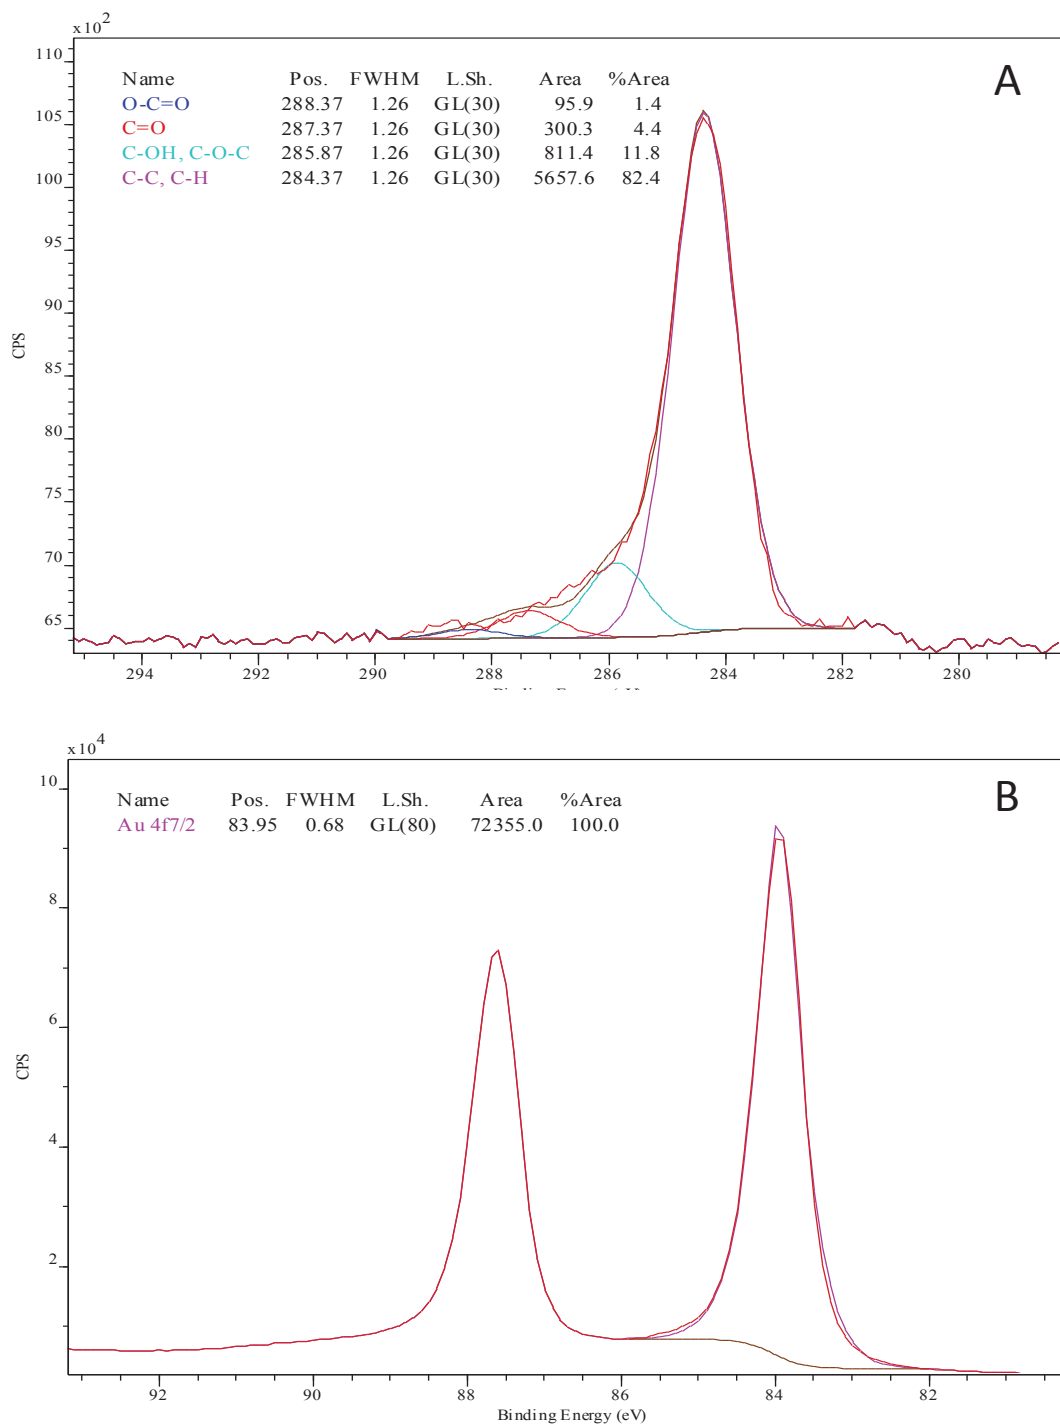 x10²
A
Name Pos. FWHM L.Sh. Area %Area
O-C=O 288.37 1.26 GL(30) 95.9 1.4
C=O 287.37 1.26 GL(30) 300.3 4.4
C-OH, C-O-C 285.87 1.26 GL(30) 811.4 11.8
C-C, C-H 284.37 1.26 GL(30) 5657.6 82.4
110
105
100
95
90
85
80
75
70
65
CPS
294 292 290 288 286 284 282 280
x10⁴
B
Name Pos. FWHM L.Sh. Area %Area
Au 4f7/2 83.95 0.68 GL(80) 72355.0 100.0
10
8
6
4
2
CPS
92 90 88 86 84 82
Binding Energy (eV)